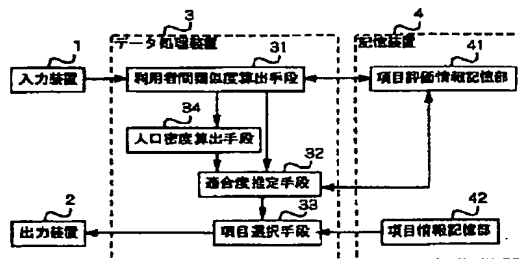 3
4
データ処理装置
記憶装置
1
31
41
入力装置
利用者間類似度算出手段
項目評価情報記憶部
34
人口密度算出手段
32
適合度推定手段
2
33
42
出力装置
項目選択手段
項目情報記憶部